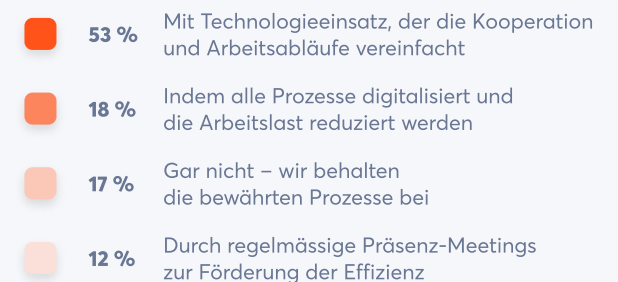 53 % Mit Technologieeinsatz, der die Kooperation
und Arbeitsabläufe vereinfacht
18 % Indem alle Prozesse digitalisiert und
die Arbeitslast reduziert werden
17 % Gar nicht – wir behalten
die bewährten Prozesse bei
12 % Durch regelmässige Präsenz-Meetings
zur Förderung der Effizienz